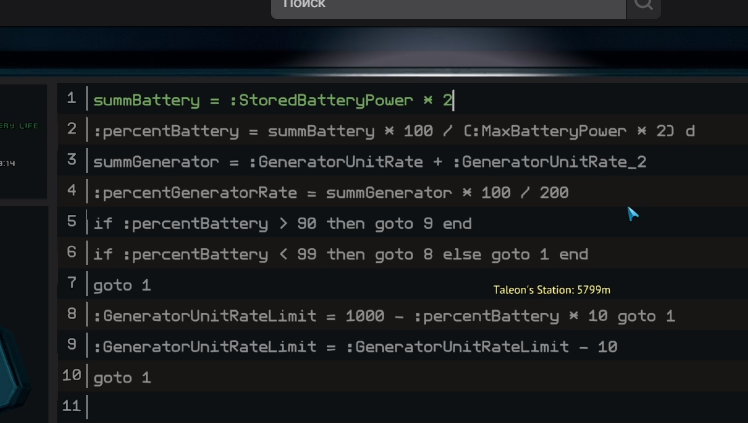 Поиск
ERY LIFE
9:14
1 summBattery = :StoredBatteryPower * 2
2 :percentBattery = summBattery * 100 / (:MaxBatteryPower * 2) d
3 summGenerator = :GeneratorUnitRate + :GeneratorUnitRate_2
4 :percentGeneratorRate = summGenerator * 100 / 200
5 if :percentBattery > 90 then goto 9 end
6 if :percentBattery < 99 then goto 8 else goto 1 end
7 goto 1
Taleon's Station: 5799m
8 :GeneratorUnitRateLimit = 1000 - :percentBattery * 10 goto 1
9 :GeneratorUnitRateLimit = :GeneratorUnitRateLimit - 10
10 goto 1
11